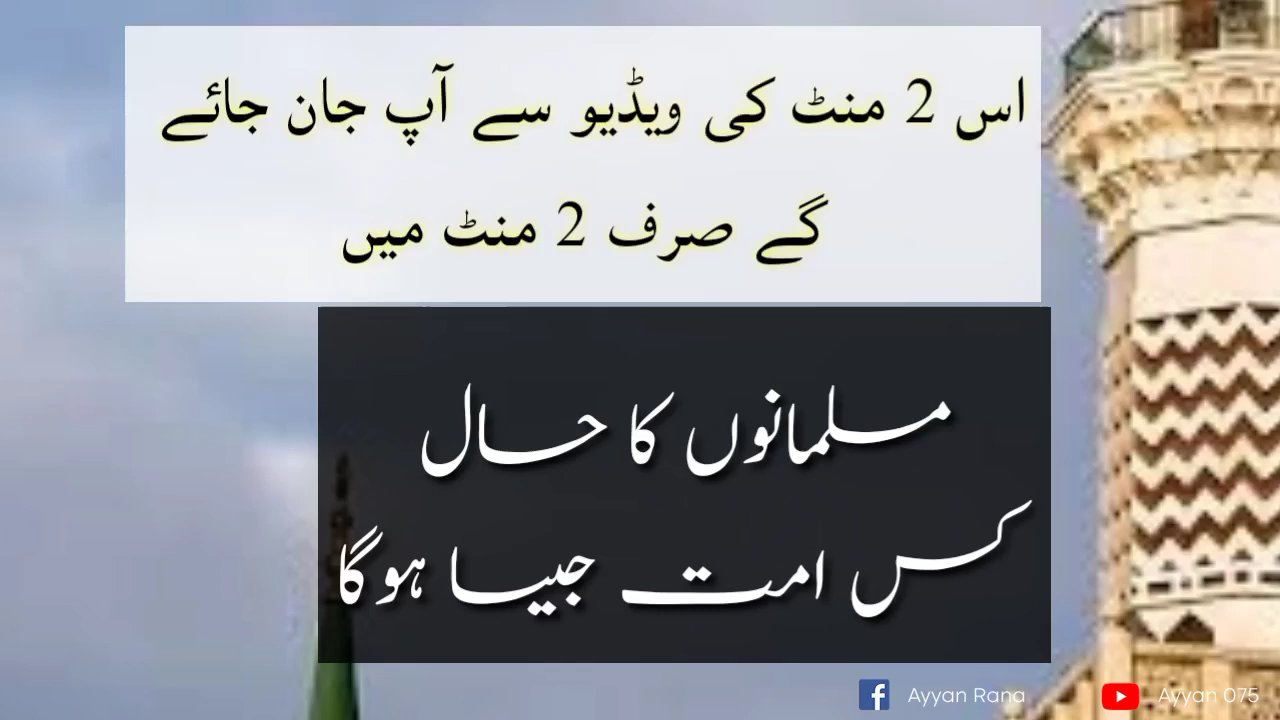 اس 2 منٹ کی ویڈیو سے آپ جان جائے
گے صرف 2 منٹ میں
مسلمانوں کا حال
کس امت جیسا ہوگا
Ayyan Rana
Ayyan 075